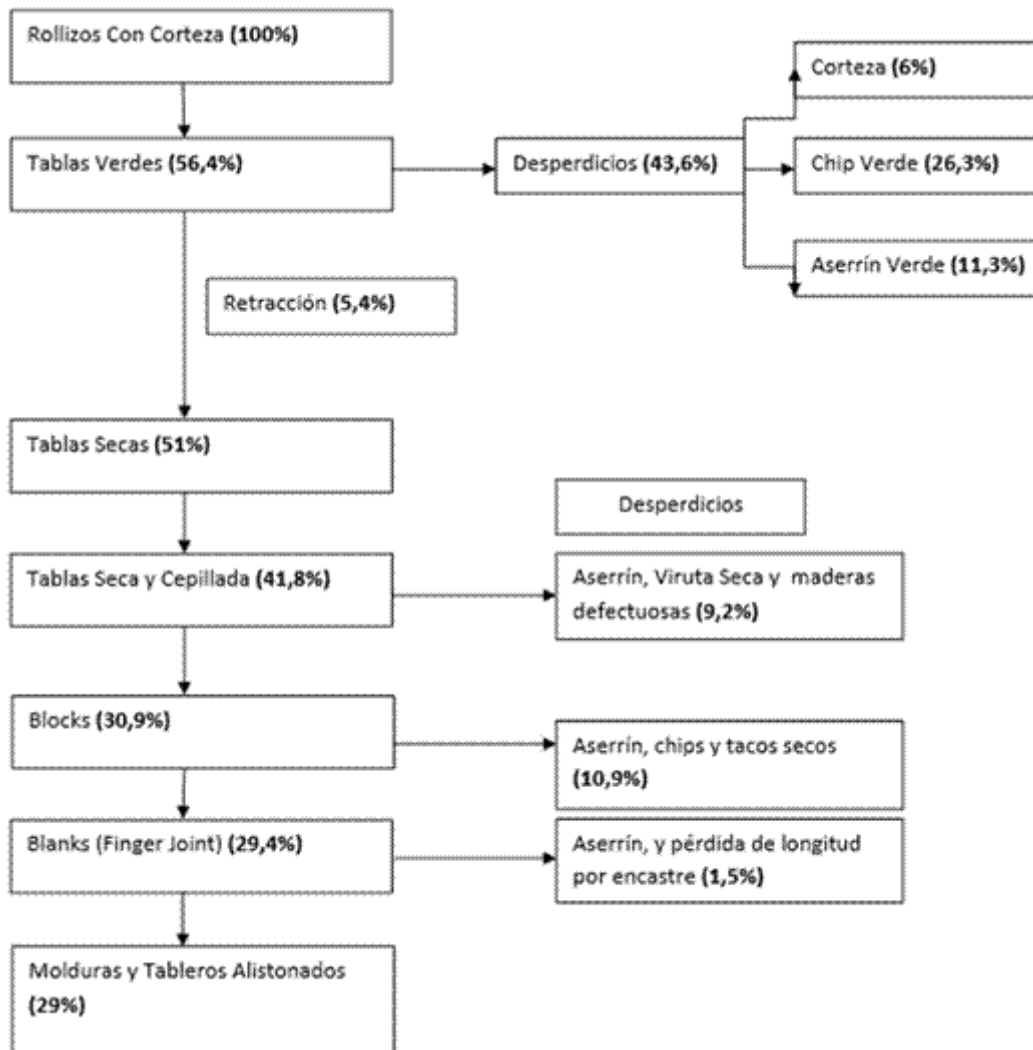 Rollizos Con Corteza (100%)
Corteza (6%)
Tablas Verdes (56,4%)
Desperdicios (43,6%)
Chip Verde (26,3%)
Aserrín Verde (11,3%)
Retracción (5,4%)
Tablas Secas (51%)
Desperdicios
Tablas Seca y Cepillada (41,8%)
Aserrín, Viruta Seca y maderas
defectuosas (9,2%)
Blocks (30,9%)
Aserrín, chips y tacos secos
(10,9%)
Blanks (Finger Joint) (29,4%)
Aserrín, y pérdida de longitud
por encastre (1,5%)
Molduras y Tableros Alistonados
(29%)